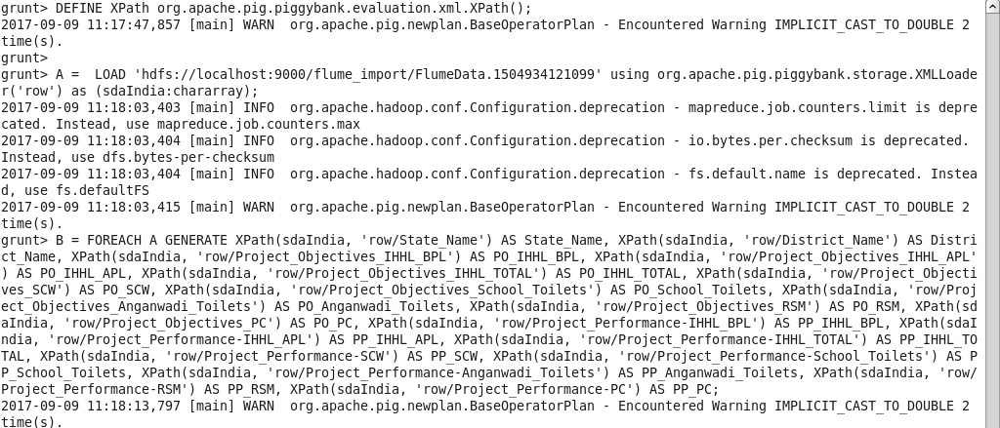 grunt> DEFINE XPath org.apache.pig.piggybank.evaluation.xml.XPath();
2017-09-09 11:17:47,857 [main] WARN  org.apache.pig.newplan.BaseOperatorPlan - Encountered Warning IMPLICIT_CAST_TO_DOUBLE 2
time(s).
grunt>
grunt> A =  LOAD 'hdfs://localhost:9000/flume_import/FlumeData.1504934121099' using org.apache.pig.piggybank.storage.XMLLoade
r('row') as (sdaIndia:chararray);
2017-09-09 11:18:03,403 [main] INFO  org.apache.hadoop.conf.Configuration.deprecation - mapreduce.job.counters.limit is depre
cated. Instead, use mapreduce.job.counters.max
2017-09-09 11:18:03,404 [main] INFO  org.apache.hadoop.conf.Configuration.deprecation - io.bytes.per.checksum is deprecated.
Instead, use dfs.bytes-per-checksum
2017-09-09 11:18:03,404 [main] INFO  org.apache.hadoop.conf.Configuration.deprecation - fs.default.name is deprecated. Instea
d, use fs.defaultFS
2017-09-09 11:18:03,415 [main] WARN  org.apache.pig.newplan.BaseOperatorPlan - Encountered Warning IMPLICIT_CAST_TO_DOUBLE 2
time(s).
grunt> B = FOREACH A GENERATE XPath(sdaIndia, 'row/State_Name') AS State_Name, XPath(sdaIndia, 'row/District_Name') AS Distri
ct_Name, XPath(sdaIndia, 'row/Project_Objectives_IHHL_BPL') AS PO_IHHL_BPL, XPath(sdaIndia, 'row/Project_Objectives_IHHL_APL'
) AS PO_IHHL_APL, XPath(sdaIndia, 'row/Project_Objectives_IHHL_TOTAL') AS PO_IHHL_TOTAL, XPath(sdaIndia, 'row/Project_Objecti
ves_SCW') AS PO_SCW, XPath(sdaIndia, 'row/Project_Objectives_School_Toilets') AS PO_School_Toilets, XPath(sdaIndia, 'row/Proj
ect_Objectives_Anganwadi_Toilets') AS PO_Anganwadi_Toilets, XPath(sdaIndia, 'row/Project_Objectives_RSM') AS PO_RSM, XPath(sd
aIndia, 'row/Project_Objectives_PC') AS PO_PC, XPath(sdaIndia, 'row/Project_Performance-IHHL_BPL') AS PP_IHHL_BPL, XPath(sdaI
ndia, 'row/Project_Performance-IHHL_APL') AS PP_IHHL_APL, XPath(sdaIndia, 'row/Project_Performance-IHHL_TOTAL') AS PP_IHHL_TO
TAL, XPath(sdaIndia, 'row/Project_Performance-SCW') AS PP_SCW, XPath(sdaIndia, 'row/Project_Performance-School_Toilets') AS P
P_School_Toilets, XPath(sdaIndia, 'row/Project_Performance-Anganwadi_Toilets') AS PP_Anganwadi_Toilets, XPath(sdaIndia, 'row/
Project_Performance-RSM') AS PP_RSM, XPath(sdaIndia, 'row/Project_Performance-PC') AS PP_PC;
2017-09-09 11:18:13,797 [main] WARN  org.apache.pig.newplan.BaseOperatorPlan - Encountered Warning IMPLICIT_CAST_TO_DOUBLE 2
time(s).